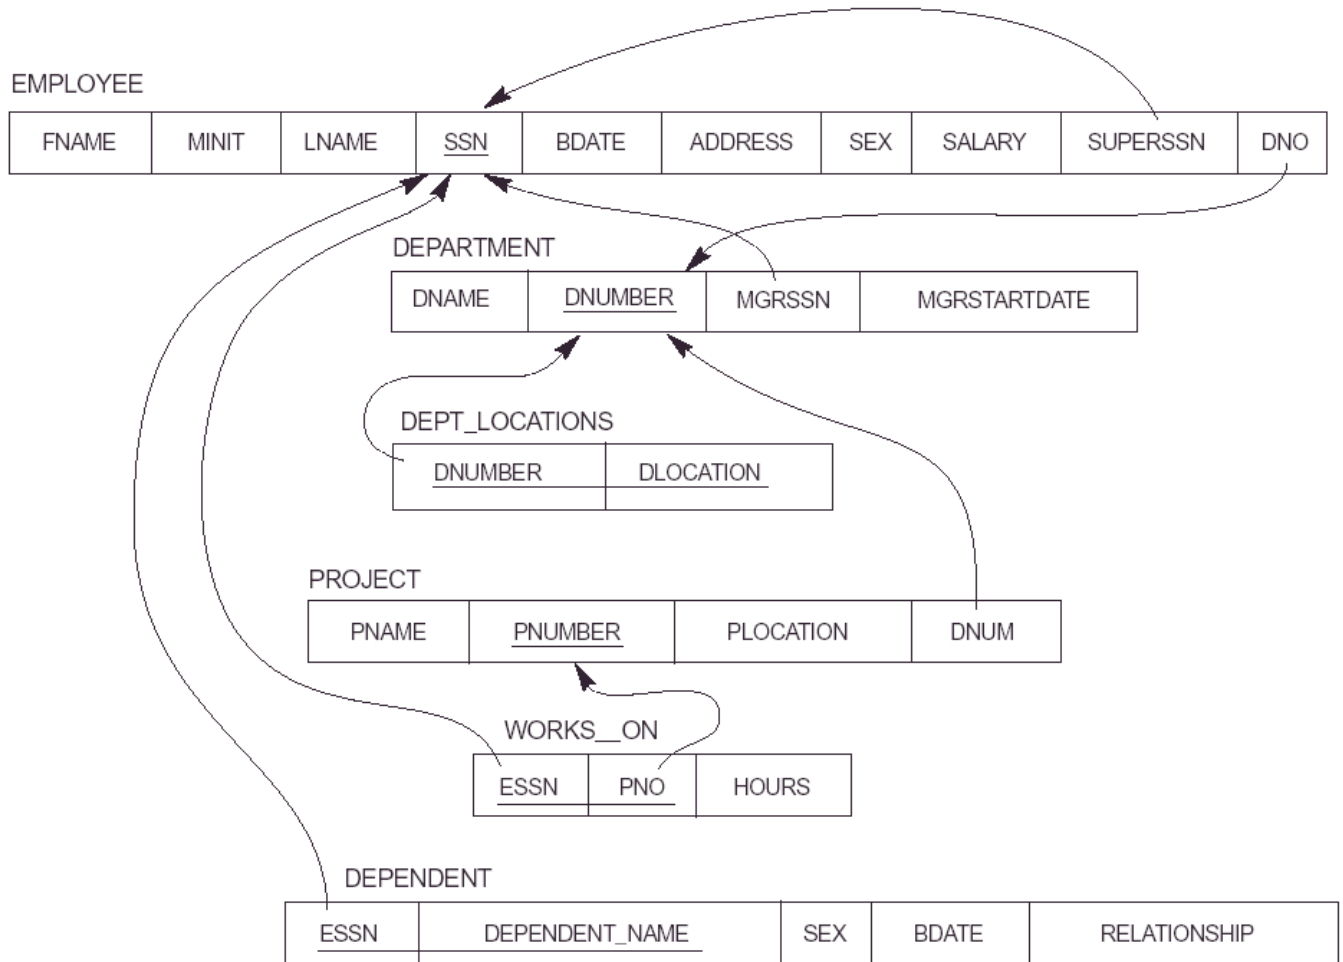 EMPLOYEE
FNAME MINIT LNAME SSN BDATE ADDRESS SEX SALARY SUPERSSN DNO
DEPARTMENT
DNAME DNUMBER MGRSSN MGRSTARTDATE
DEPT_LOCATIONS
DNUMBER DLOCATION
PROJECT
PNAME PNUMBER PLOCATION DNUM
WORKS__ON
ESSN PNO HOURS
DEPENDENT
ESSN DEPENDENT_NAME SEX BDATE RELATIONSHIP